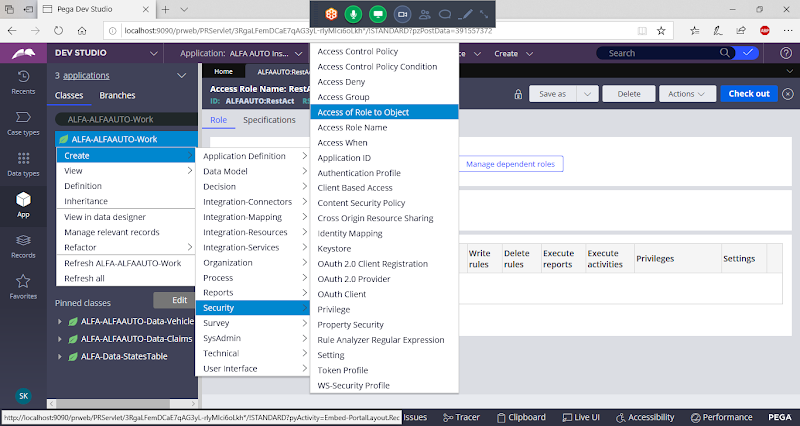 Pega Dev Studio
https://localhost:9090/prweb/PRServlet/3RgaLFemDCaE7qAG3yL-rlyMlci6oLkh*/!STANDARD?pzPostData=391557372
DEV STUDIO
Application: ALFA AUTO Ins...
Create
Search
3 applications
Classes
Branches
ALFA-ALFAAUTO-Work
ALFA-ALFAAUTO-Work
Recents
Case types
Data types
App
Records
Favorites
SK
Create
View
Definition
Inheritance
View in data designer
Manage relevant records
Refactor
Refresh ALFA-ALFAAUTO-Work
Refresh all
Pinned classes
Edit
ALFA-ALFAAUTO-Data-Vehicle
ALFA-ALFAAUTO-Data-Claims
ALFA-Data-StatesTable
Application Definition
Data Model
Decision
Integration-Connectors
Integration-Mapping
Integration-Resources
Integration-Services
Organization
Process
Reports
Security
Survey
SysAdmin
Technical
User Interface
Access Control Policy
Access Control Policy Condition
Access Deny
Access Group
Access of Role to Object
Access Role Name
Access When
Application ID
Authentication Profile
Client Based Access
Content Security Policy
Cross Origin Resource Sharing
Identity Mapping
Keystore
OAuth 2.0 Client Registration
OAuth 2.0 Provider
OAuth Client
Privilege
Property Security
Rule Analyzer Regular Expression
Setting
Token Profile
WS-Security Profile
Home
ALFAAUTO:RestAct
Access Role Name: REST
ID: ALFAAUTO:RestAct
Save as
Delete
Actions
Check out
Role
Specifications
Manage dependent roles
Write rules
Delete rules
Execute reports
Execute activities
Privileges
Settings
https://localhost:9090/prweb/PRServlet/3RgaLFemDCaE7qAG3yL-rlyMlci6oLkh*/!STANDARD?pyActivity=Embed-PortalLayout.Rec
Issues
Tracer
Clipboard
Live UI
Accessibility
Performance
PEGA